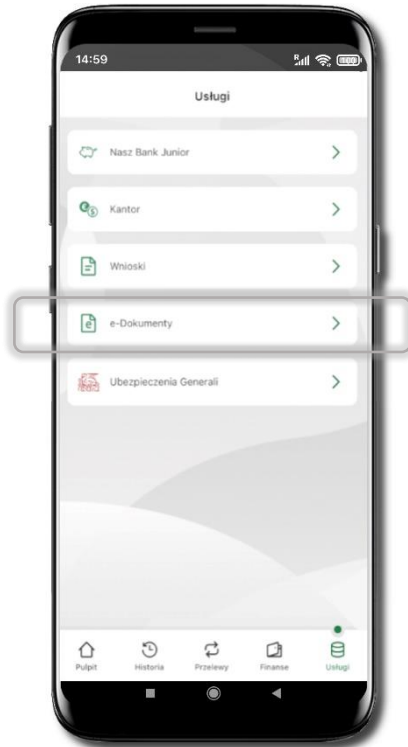 14:59
R
Usługi
Nasz Bank Junior
Kantor
Wnioski
e-Dokumenty
Ubezpieczenia Generali
Pulpit
Historia
Przelewy
Finanse
Usługi